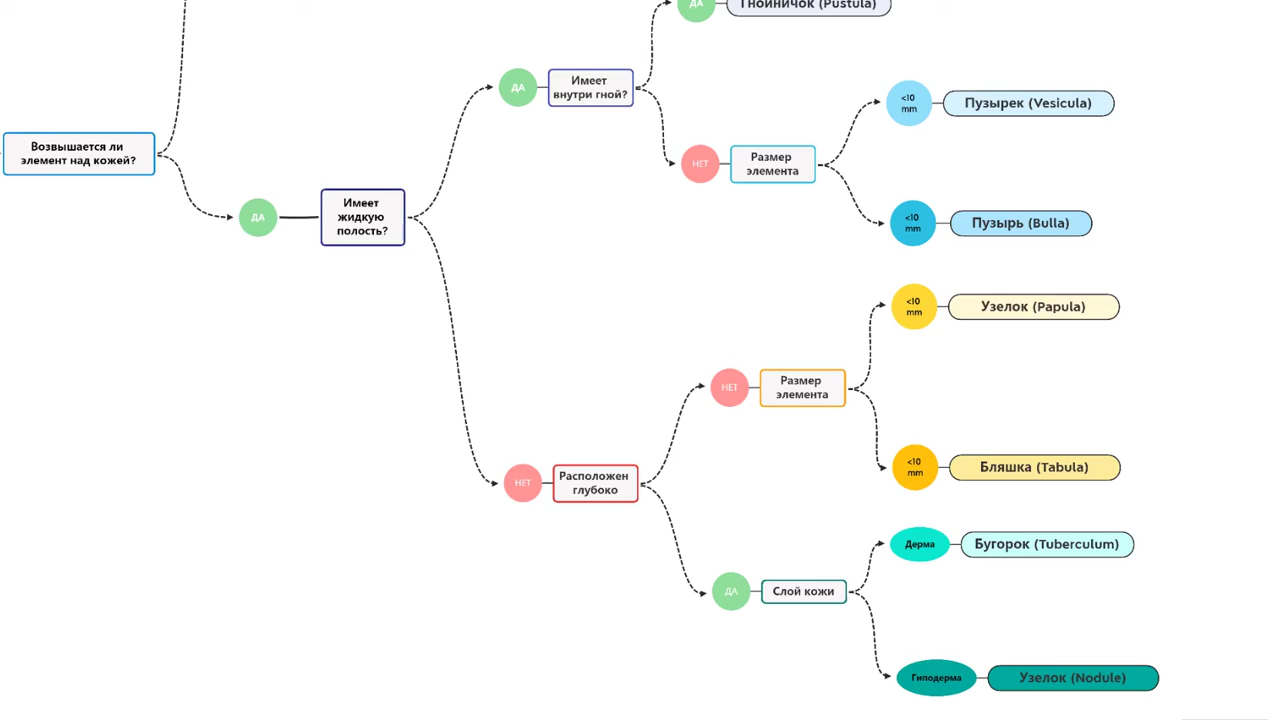 ДА
Гнойничок (Pustula)
Имеет
внутри гной?
ДА
<10
mm
Пузырек (Vesicula)
Возвышается ли
элемент над кожей?
НЕТ
Размер
элемента
ДА
Имеет
жидкую
полость?
<10
mm
Пузырь (Bulla)
<10
mm
Узелок (Papula)
НЕТ
Размер
элемента
<10
mm
Бляшка (Tabula)
НЕТ
Расположен
глубоко
Дерма
Бугорок (Tuberculum)
ДА
Слой кожи
Гиподерма
Узелок (Nodule)